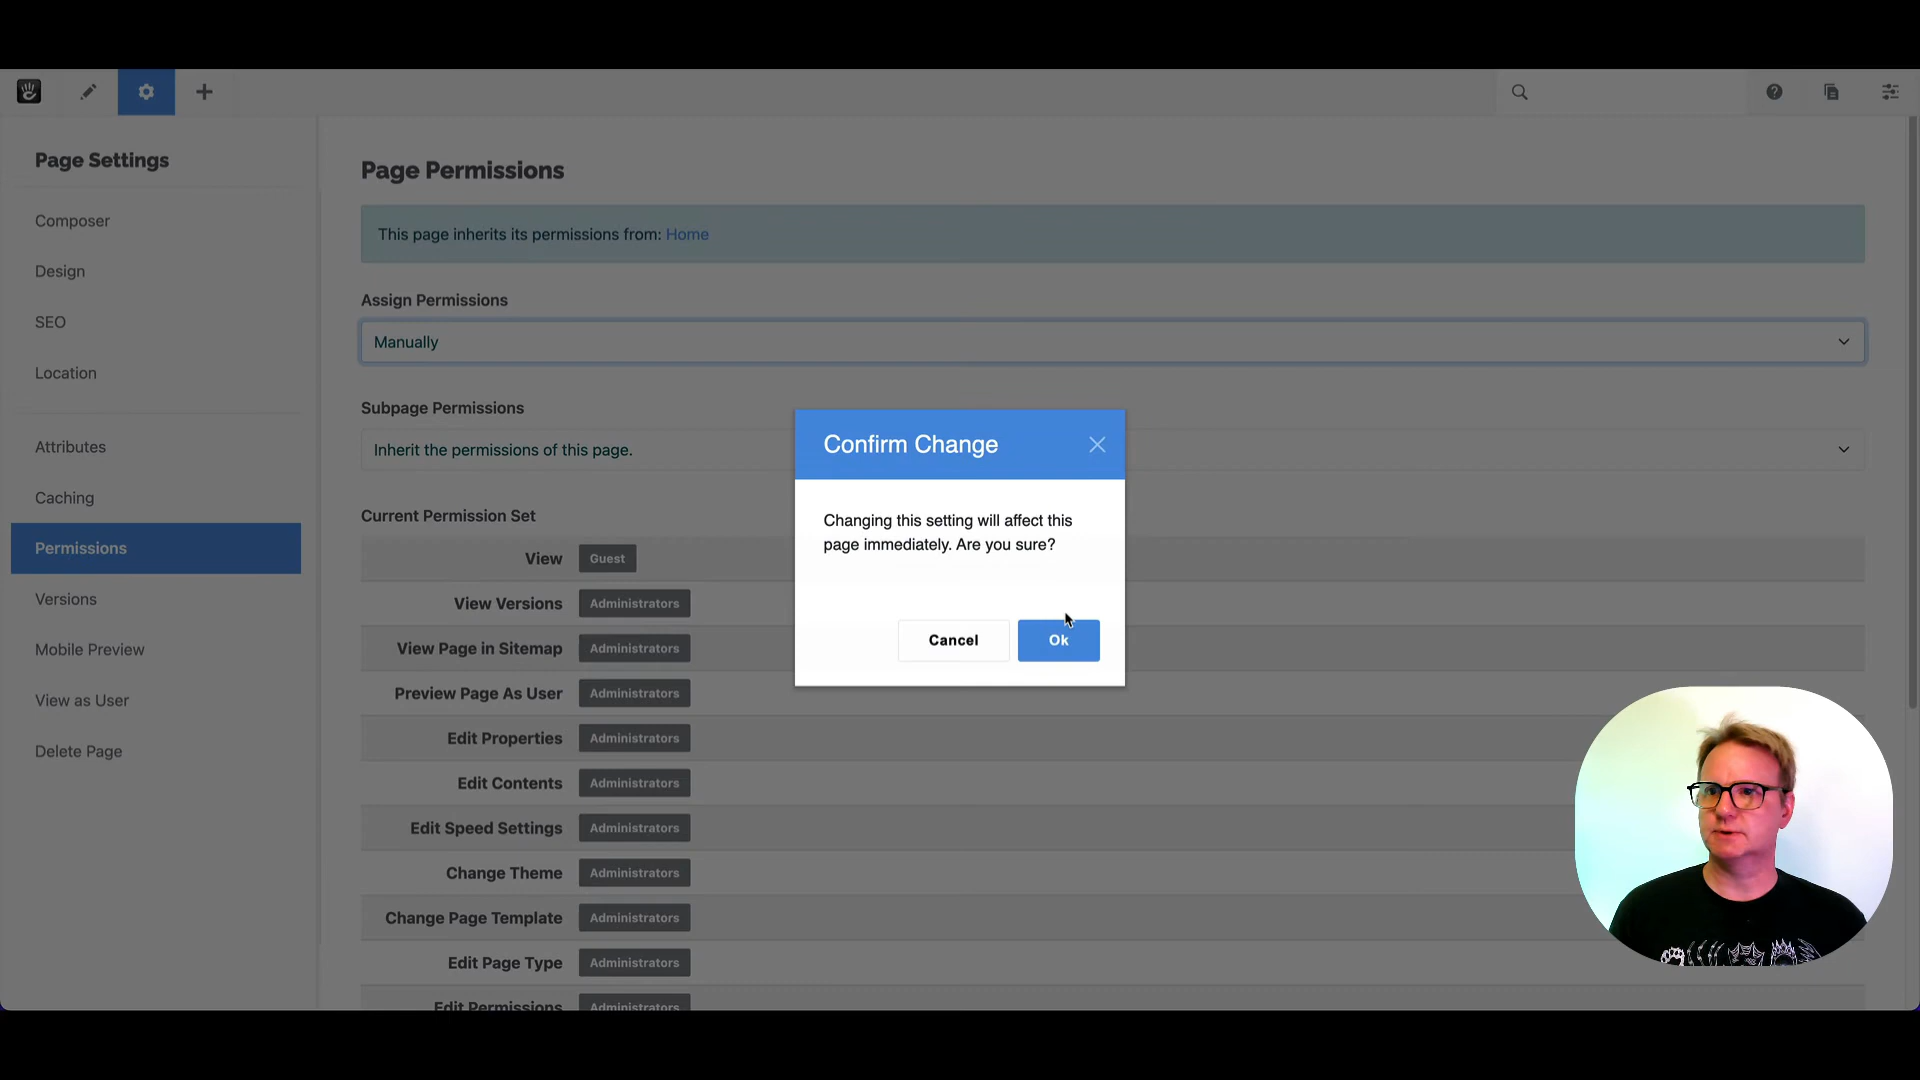 Page Settings
Composer
Design
SEO
Location
Attributes
Caching
Permissions
Versions
Mobile Preview
View as User
Delete Page
Page Permissions
This page inherits its permissions from: Home
Assign Permissions
Manually
Subpage Permissions
Inherit the permissions of this page.
Current Permission Set
View Guest
View Versions Administrators
View Page in Sitemap Administrators
Preview Page As User Administrators
Edit Properties Administrators
Edit Contents Administrators
Edit Speed Settings Administrators
Change Theme Administrators
Change Page Template Administrators
Edit Page Type Administrators
Edit Permissions Administrators
Confirm Change
Changing this setting will affect this
page immediately. Are you sure?
Cancel Ok